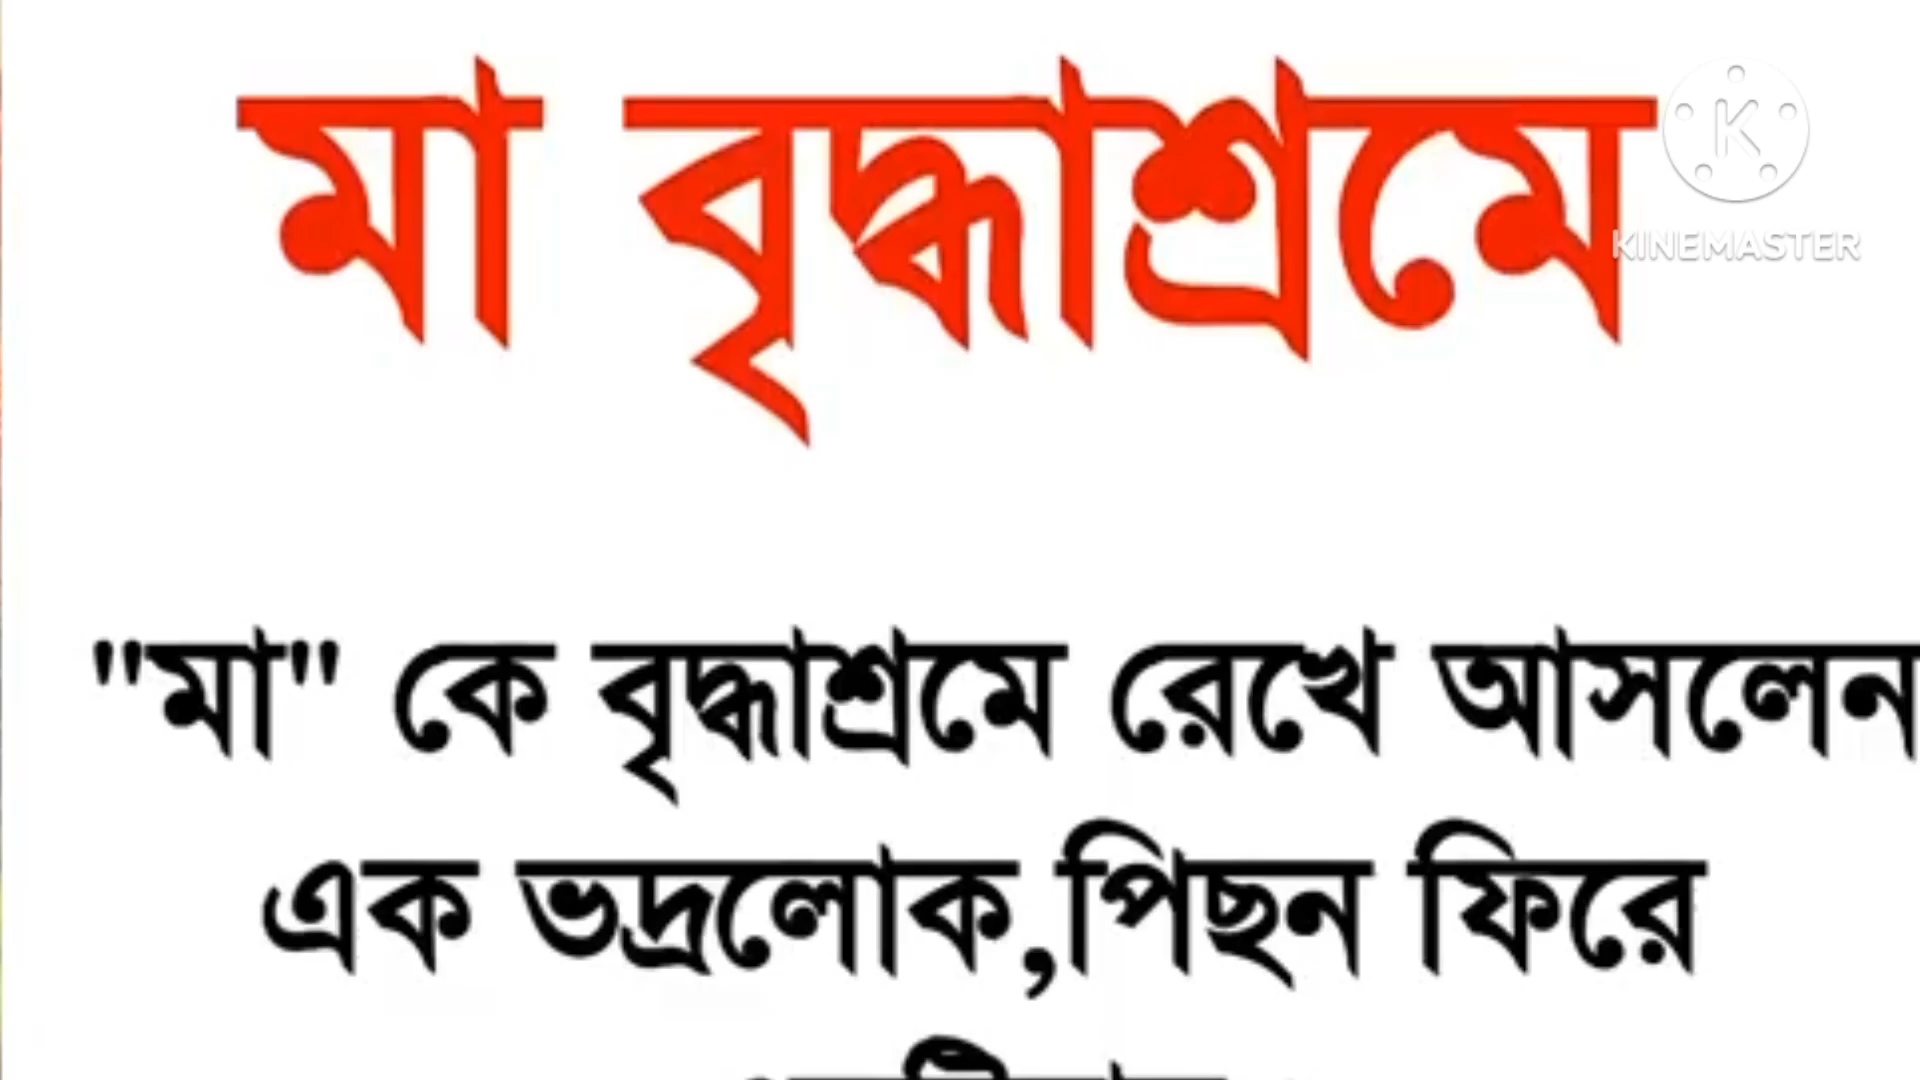 মা বৃদ্ধাশ্রমে
KINEMASTER
"মা" কে বৃদ্ধাশ্রমে রেখে আসলেন
এক ভদ্রলোক,পিছন ফিরে